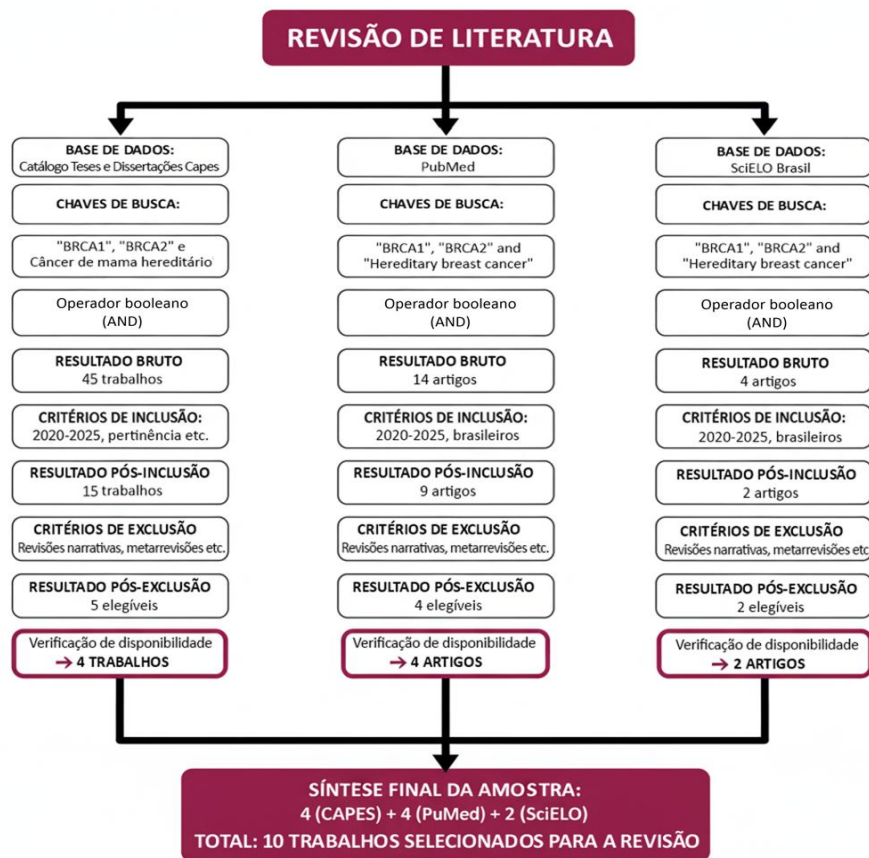 REVISÃO DE LITERATURA
BASE DE DADOS:
Catálogo Teses e Dissertações Capes
CHAVES DE BUSCA:
"BRCA1", "BRCA2" e
Câncer de mama hereditário
Operador booleano
(AND)
RESULTADO BRUTO
45 trabalhos
CRITÉRIOS DE INCLUSÃO:
2020-2025, pertinência etc.
RESULTADO PÓS-INCLUSÃO
15 trabalhos
CRITÉRIOS DE EXCLUSÃO
Revisões narrativas, metarrevisões etc.
RESULTADO PÓS-EXCLUSÃO
5 elegíveis
Verificação de disponibilidade
→ 4 TRABALHOS
BASE DE DADOS:
PubMed
CHAVES DE BUSCA:
"BRCA1", "BRCA2" and
"Hereditary breast cancer"
Operador booleano
(AND)
RESULTADO BRUTO
14 artigos
CRITÉRIOS DE INCLUSÃO:
2020-2025, brasileiros
RESULTADO PÓS-INCLUSÃO
9 artigos
CRITÉRIOS DE EXCLUSÃO
Revisões narrativas, metarrevisões etc.
RESULTADO PÓS-EXCLUSÃO
4 elegíveis
Verificação de disponibilidade
→ 4 ARTIGOS
BASE DE DADOS:
SciELO Brasil
CHAVES DE BUSCA:
"BRCA1", "BRCA2" and
"Hereditary breast cancer"
Operador booleano
(AND)
RESULTADO BRUTO
4 artigos
CRITÉRIOS DE INCLUSÃO:
2020-2025, brasileiros
RESULTADO PÓS-INCLUSÃO
2 artigos
CRITÉRIOS DE EXCLUSÃO
Revisões narrativas, metarrevisões etc
RESULTADO PÓS-EXCLUSÃO
2 elegíveis
Verificação de disponibilidade
→ 2 ARTIGOS
SÍNTESE FINAL DA AMOSTRA:
4 (CAPES) + 4 (PuMed) + 2 (SciELO)
TOTAL: 10 TRABALHOS SELECIONADOS PARA A REVISÃO